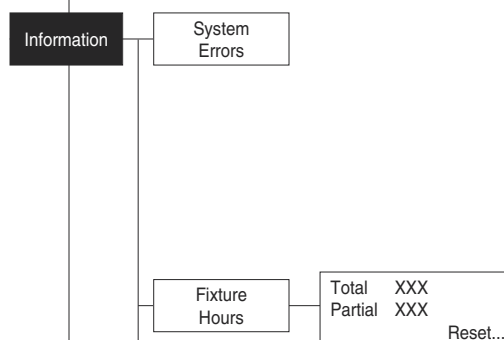 Information
System
Errors
Fixture
Hours
Total XXX
Partial XXX
Reset...